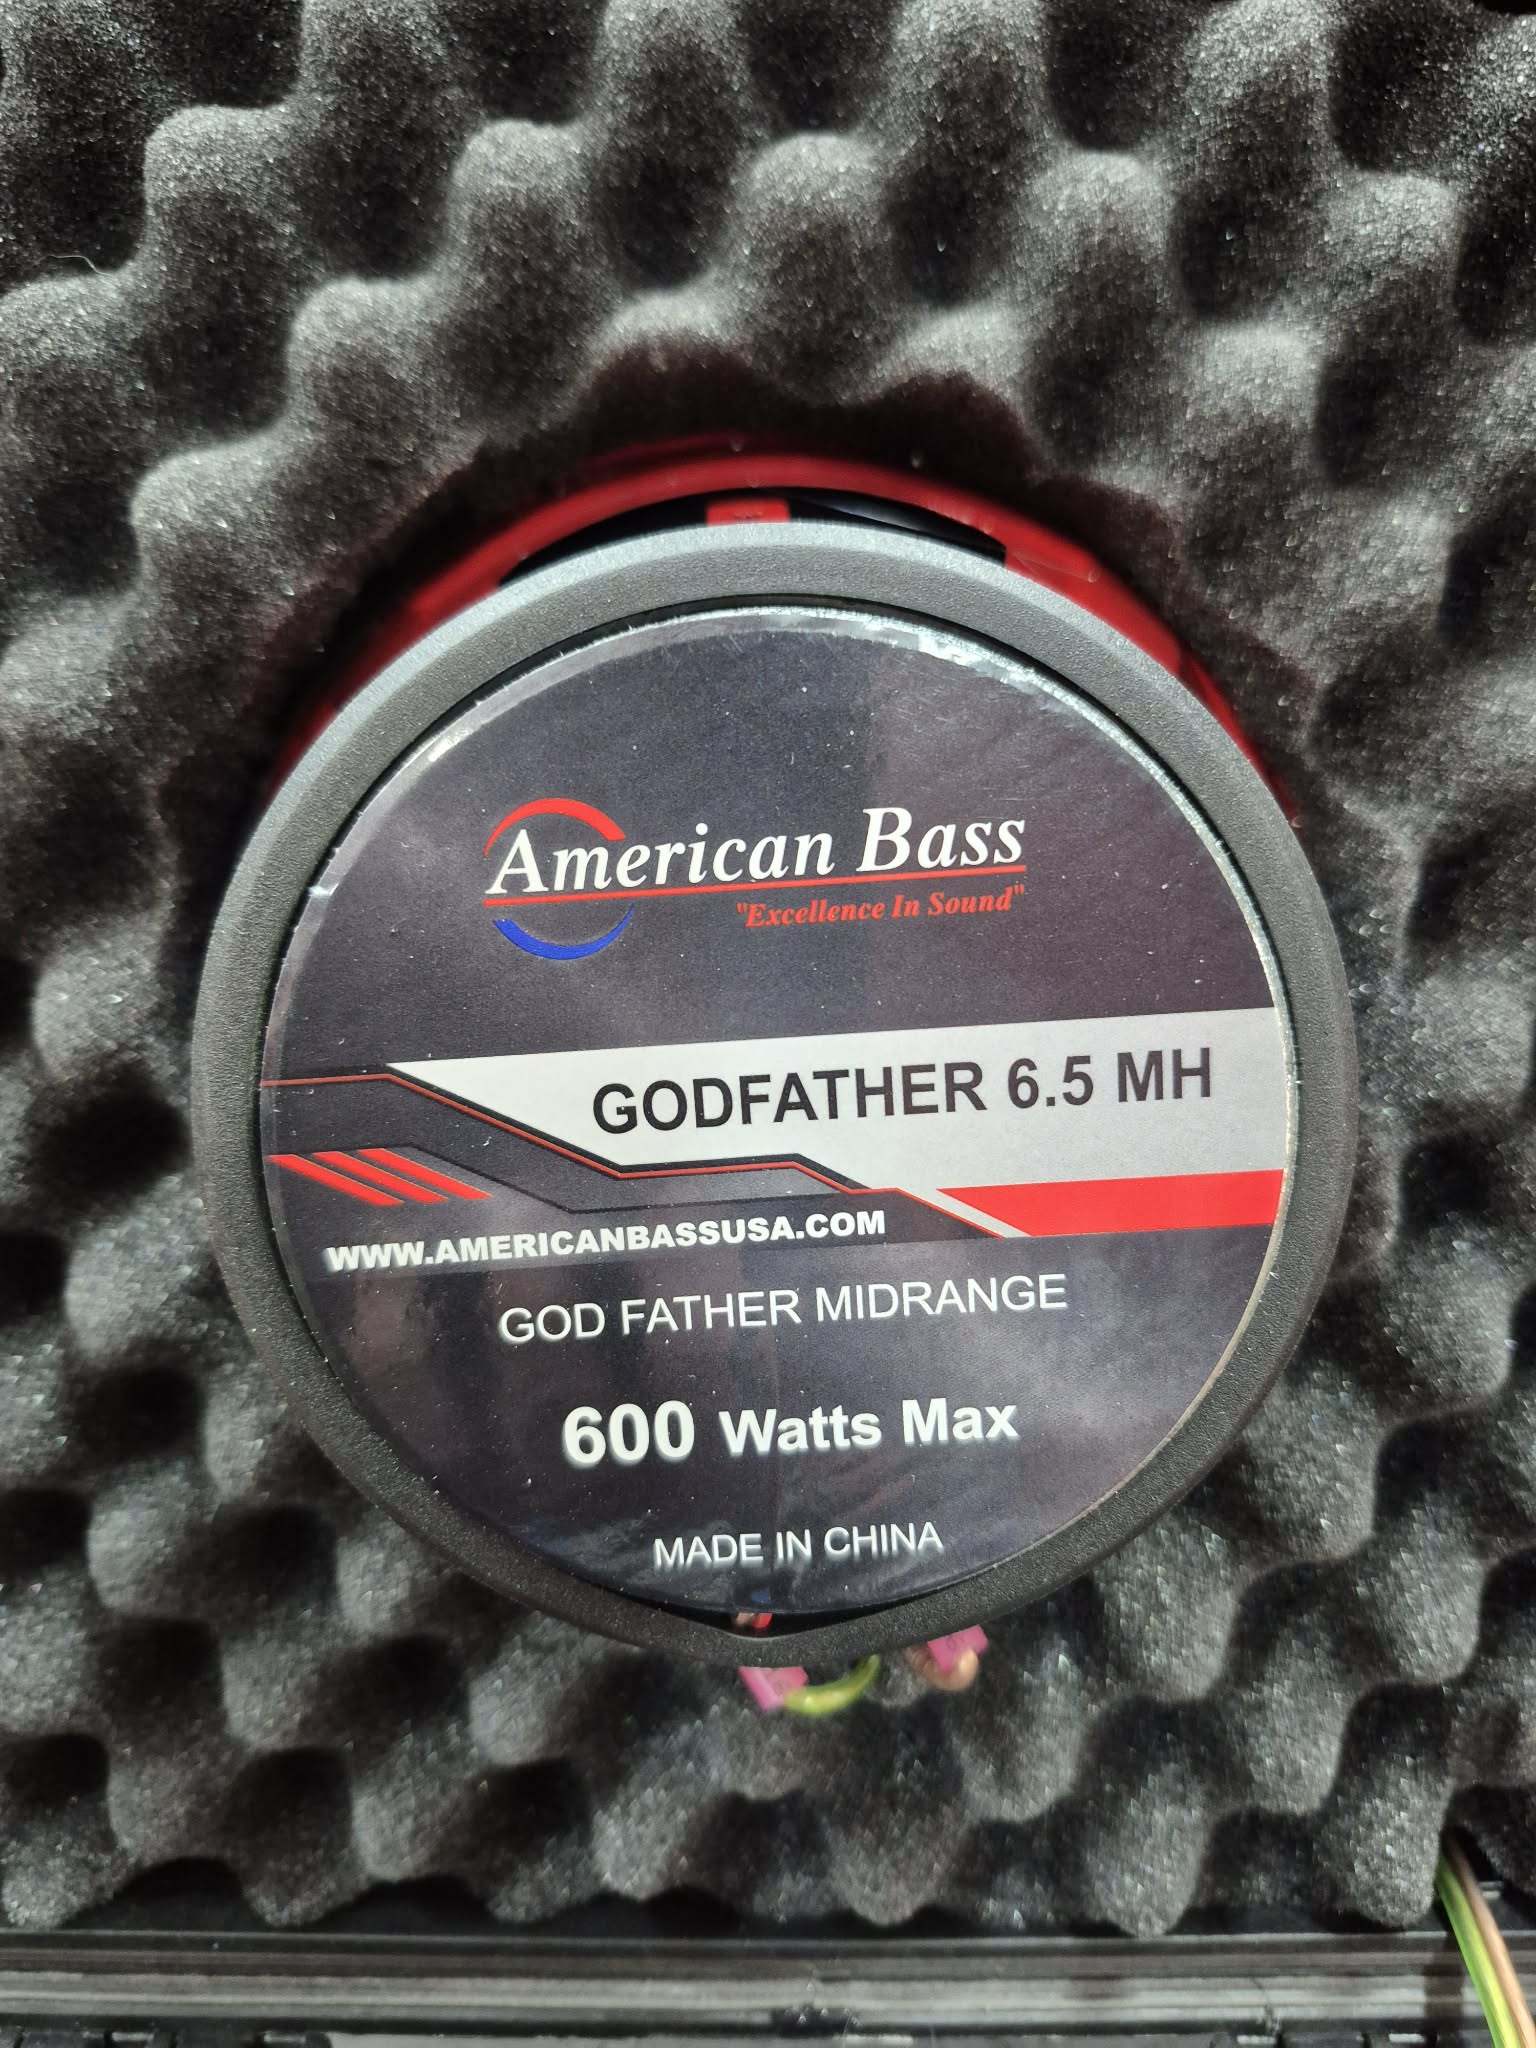 American Bass
"Excellence In Sound"
GODFATHER 6.5 MH
WWW.AMERICANBASSUSA.COM
GOD FATHER MIDRANGE
600 Watts Max
MADE IN CHINA